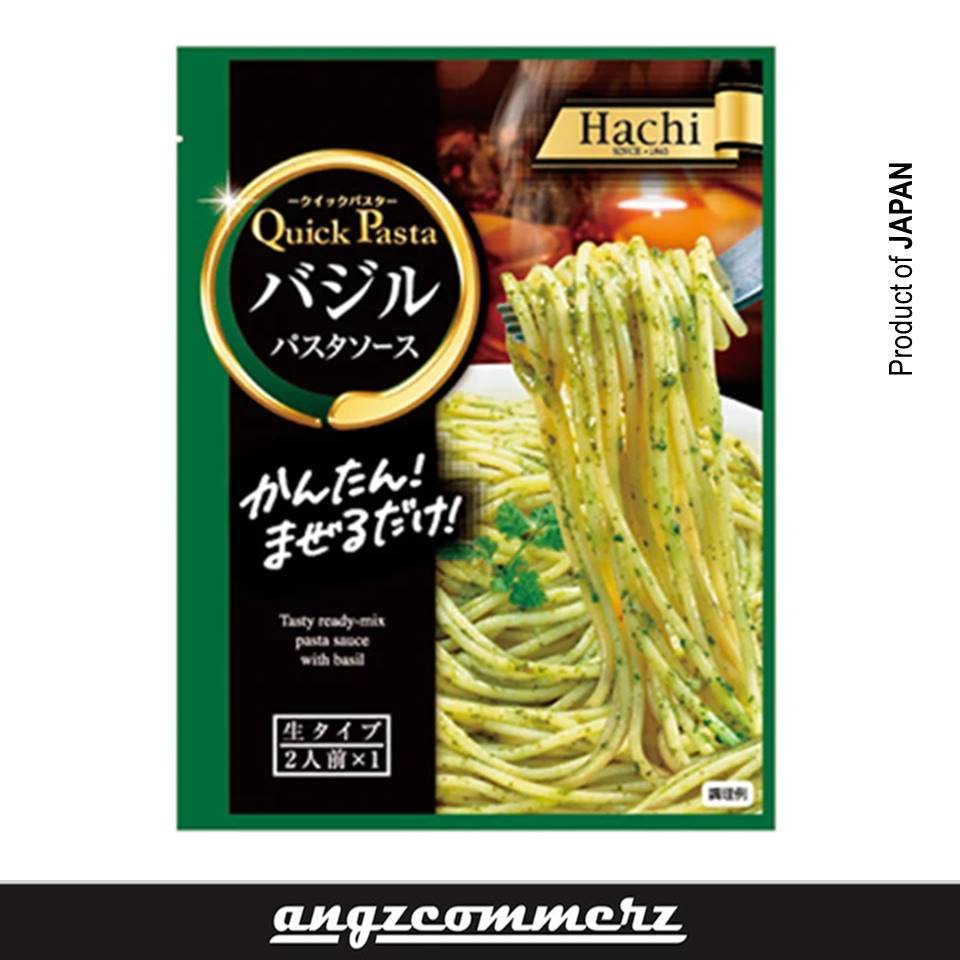 Hachi
SINCE • 1845
Product of JAPAN
ークイックパスター
Quick Pasta
バジル
パスタソース
かんたん!
まぜるだけ!
Tasty ready-mix
pasta sauce
with basil
生タイプ
2人前×1
調理例
angzcommerz